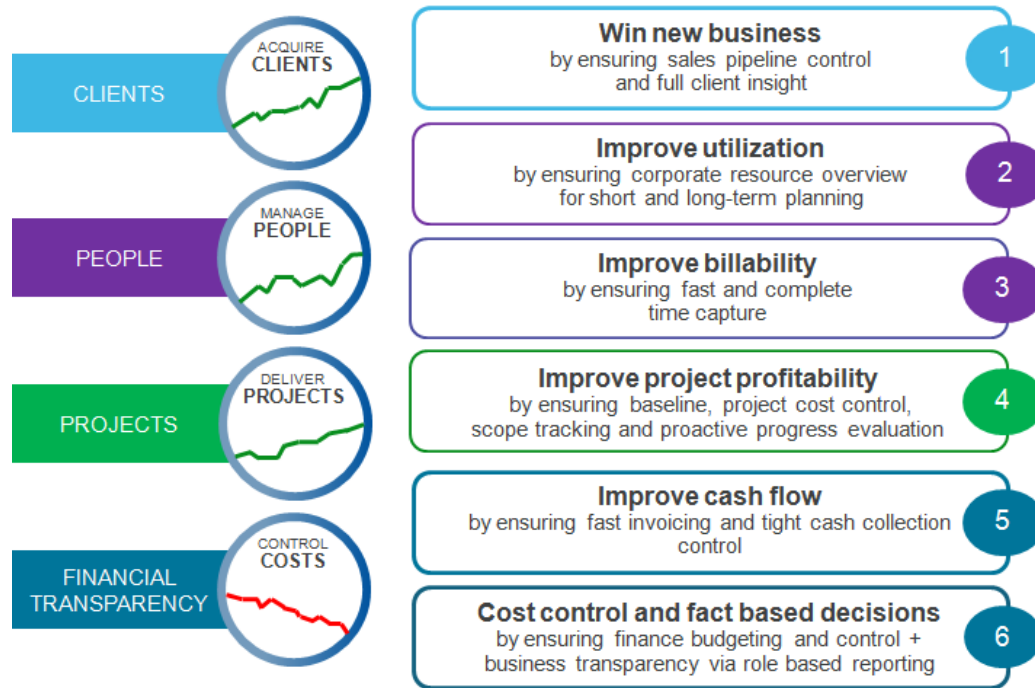 CLIENTS
ACQUIRE
CLIENTS
Win new business
by ensuring sales pipeline control
and full client insight
1
Improve utilization
by ensuring corporate resource overview
for short and long-term planning
2
PEOPLE
MANAGE
PEOPLE
Improve billability
by ensuring fast and complete
time capture
3
PROJECTS
DELIVER
PROJECTS
Improve project profitability
by ensuring baseline, project cost control,
scope tracking and proactive progress evaluation
4
Improve cash flow
by ensuring fast invoicing and tight cash collection
control
5
FINANCIAL
TRANSPARENCY
CONTROL
COSTS
Cost control and fact based decisions
by ensuring finance budgeting and control +
business transparency via role based reporting
6